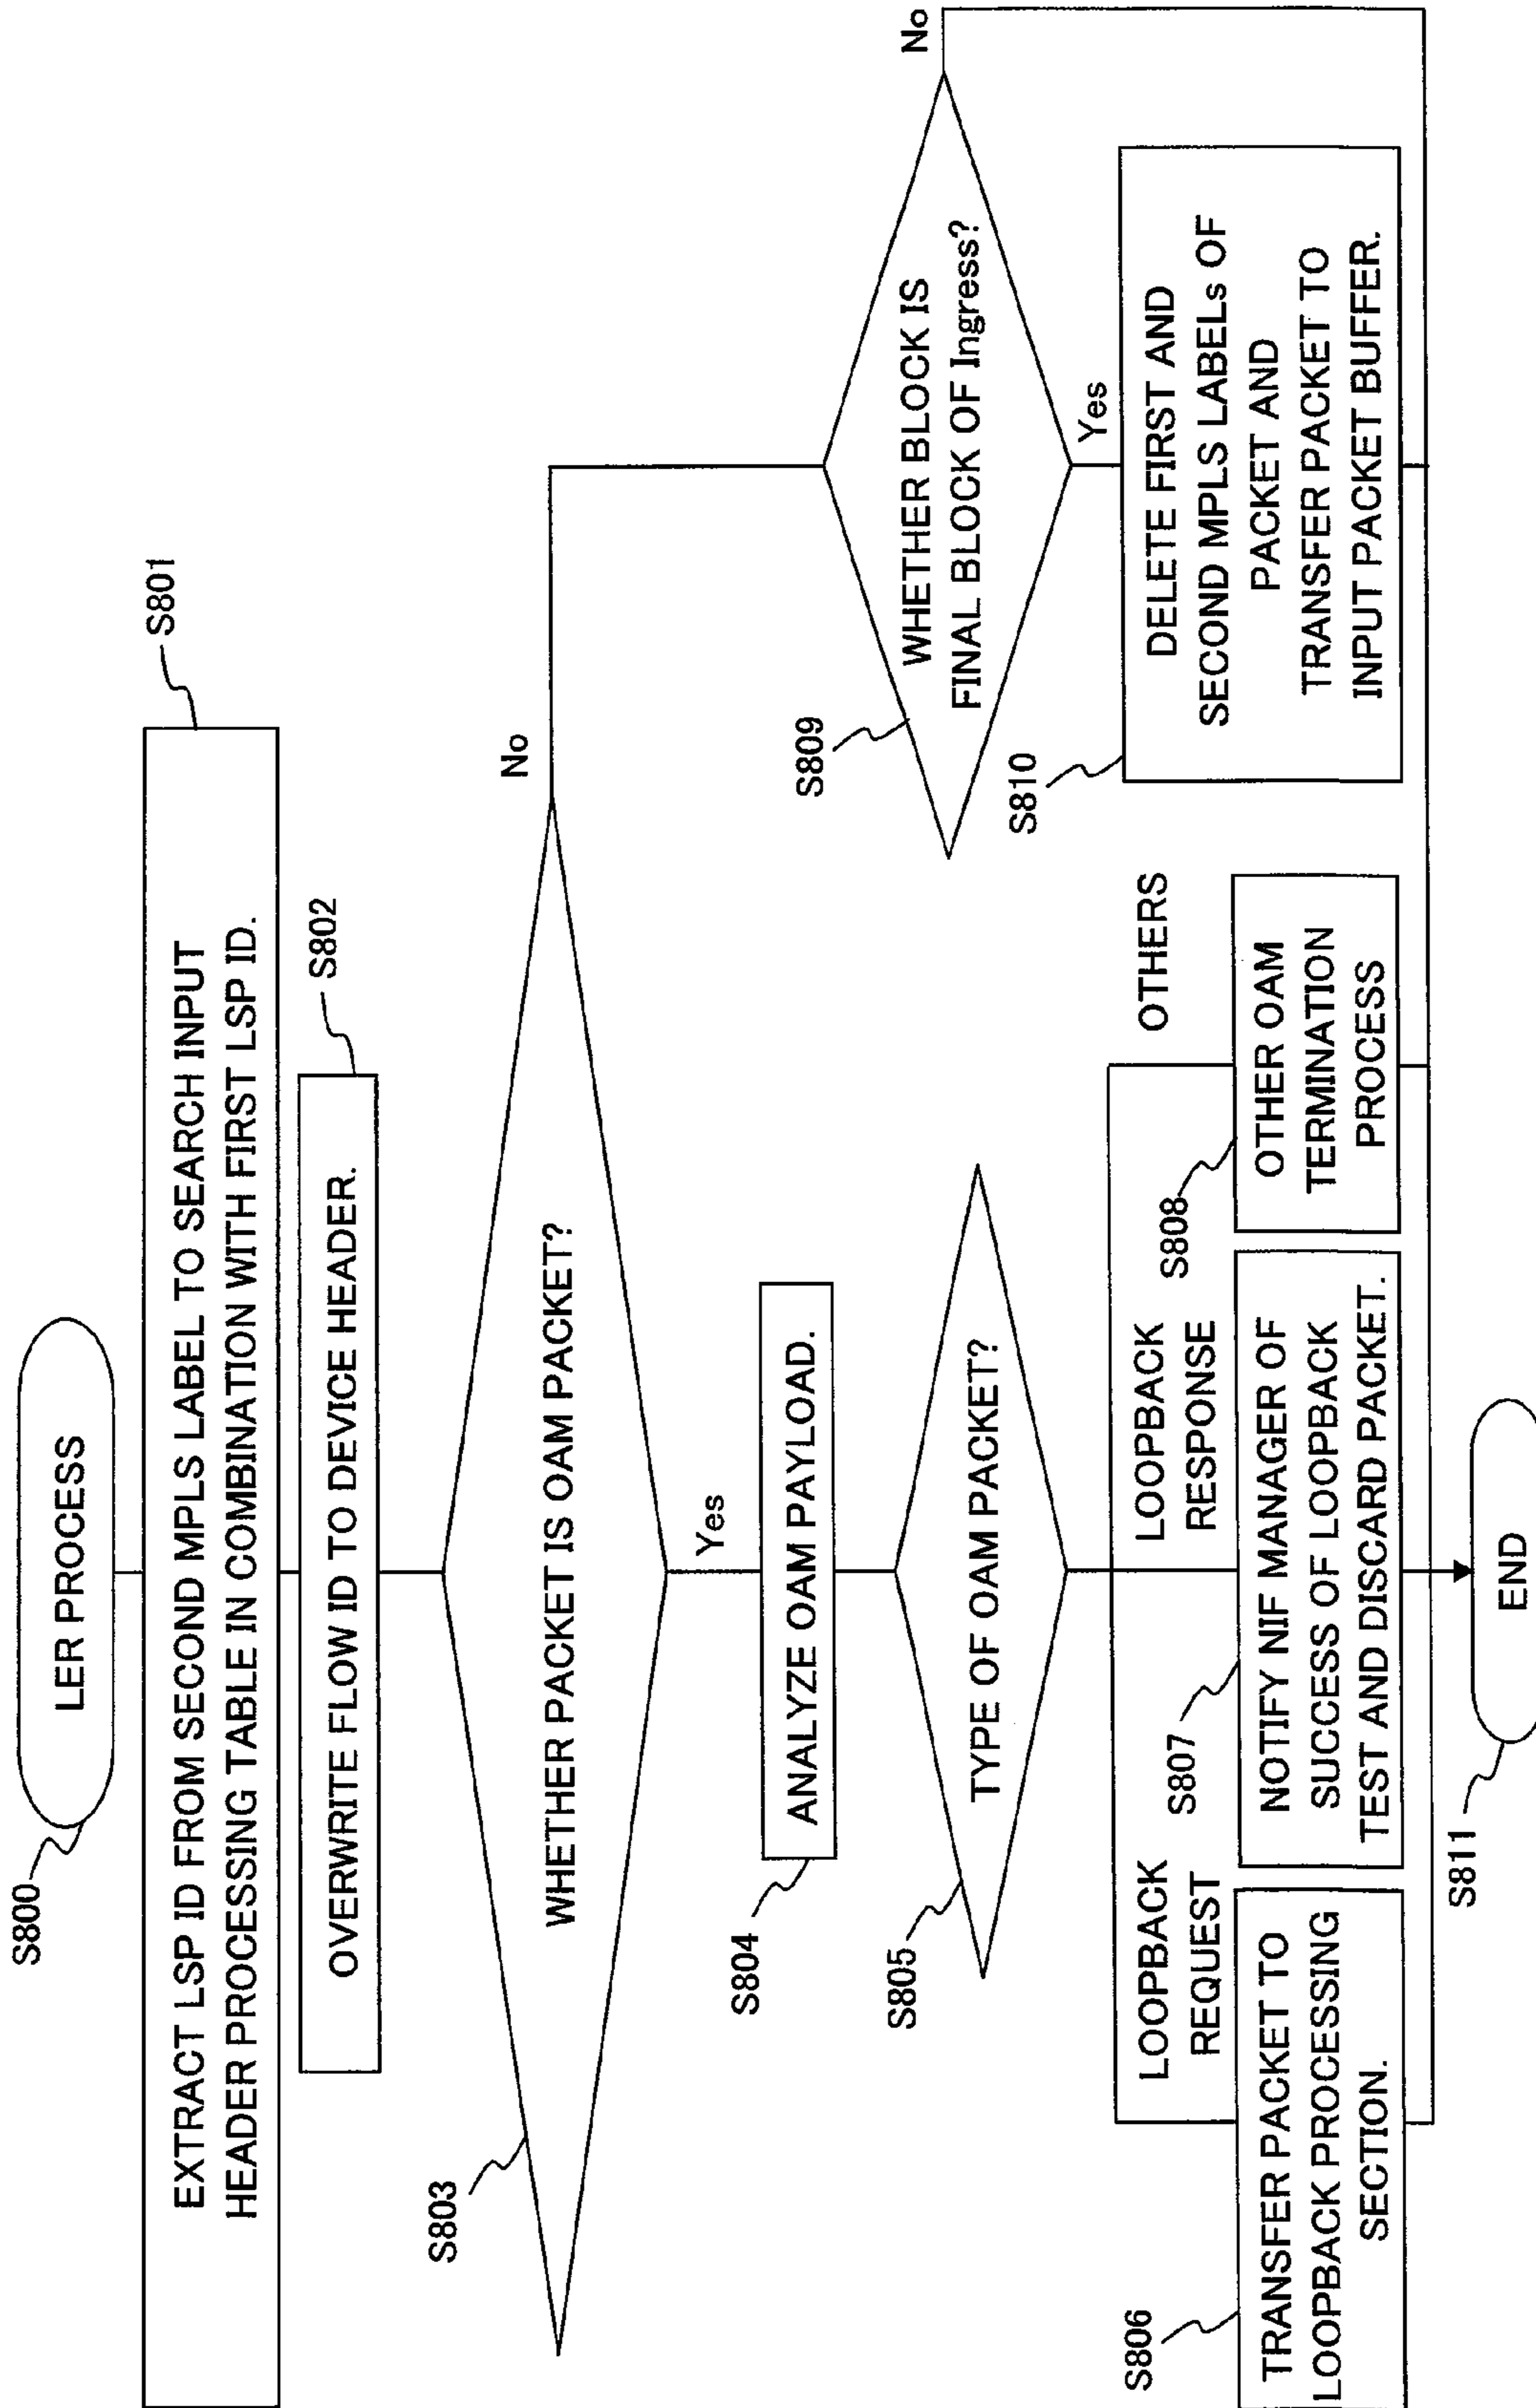 LER PROCESS
S800
EXTRACT LSP ID FROM SECOND MPLS LABEL TO SEARCH INPUT
HEADER PROCESSING TABLE IN COMBINATION WITH FIRST LSP ID.
S801
OVERWRITE FLOW ID TO DEVICE HEADER.
S802
WHETHER PACKET IS OAM PACKET?
S803
No
Yes
ANALYZE OAM PAYLOAD.
S804
TYPE OF OAM PACKET?
S805
LOOPBACK
REQUEST
LOOPBACK
RESPONSE
OTHERS
S806
TRANSFER PACKET TO
LOOPBACK PROCESSING
SECTION.
S807
NOTIFY NIF MANAGER OF
SUCCESS OF LOOPBACK
TEST AND DISCARD PACKET.
S808
OTHER OAM
TERMINATION
PROCESS
S809
WHETHER BLOCK IS
FINAL BLOCK OF Ingress?
No
Yes
S810
DELETE FIRST AND
SECOND MPLS LABELs OF
PACKET AND
TRANSFER PACKET TO
INPUT PACKET BUFFER.
END
S811